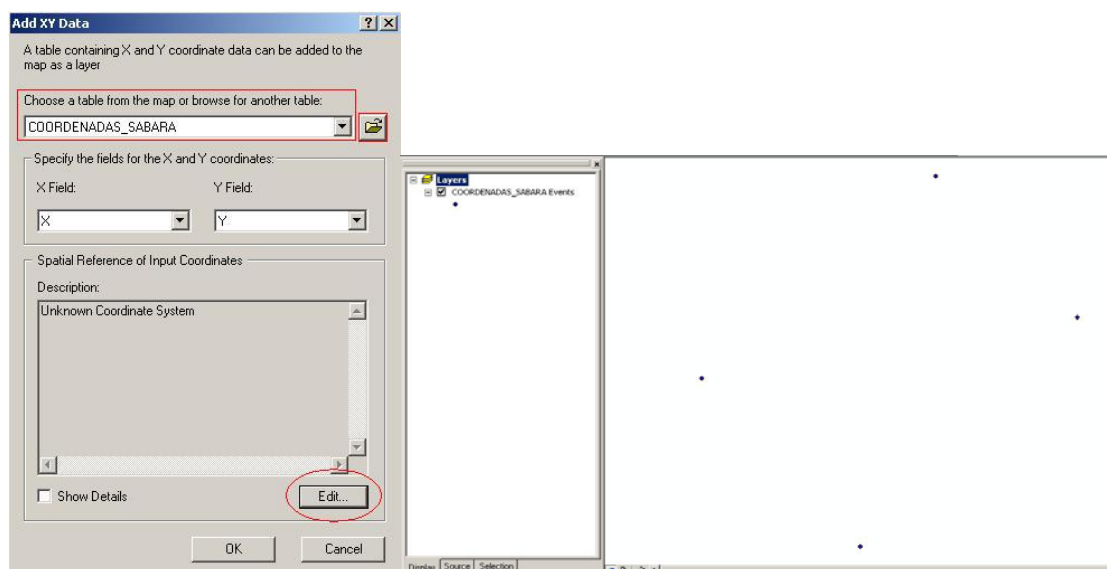 Add XY Data
A table containing X and Y coordinate data can be added to the
map as a layer
Choose a table from the map or browse for another table:
COORDENADAS_SABARA
Specify the fields for the X and Y coordinates:
X Field:
Y Field:
X
Y
Spatial Reference of Input Coordinates
Description:
Unknown Coordinate System
Show Details
Edit...
OK
Cancel
Layers
COORDENADAS_SABARA Events
Display
Source
Selection